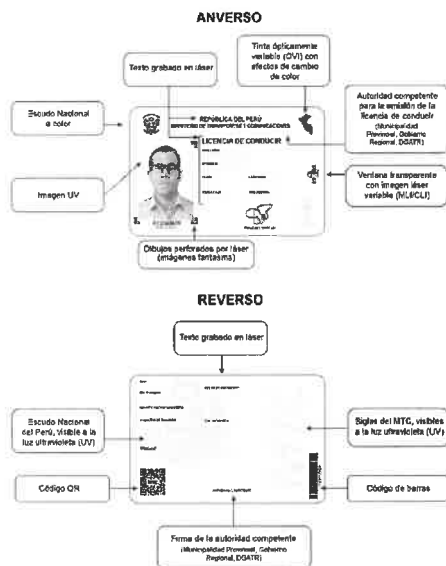 ANVERSO
Tinta ópticamente
variable (OVI) con
efectos de cambio
de color
Texto grabado en láser
Autoridad competente
para la emisión de la
licencia de conducir
(Municipalidad
Provincial, Gobierno
Regional, DGATR)
Escudo Nacional
a color
REPÚBLICA DEL PERÚ
MINISTERIO DE TRANSPORTES Y COMUNICACIONES
LICENCIA DE CONDUCIR
Imagen UV
Ventana transparente
con imagen láser
variable (MLI/CLI)
Dibujos perforados por láser
(imágenes fantasma)
REVERSO
Texto grabado en láser
Escudo Nacional
del Perú, visible a la
luz ultravioleta (UV)
Siglas del MTC, visibles
a la luz ultravioleta (UV)
Código QR
Código de barras
Firma de la autoridad competente
(Municipalidad Provincial, Gobierno
Regional, DGATR)